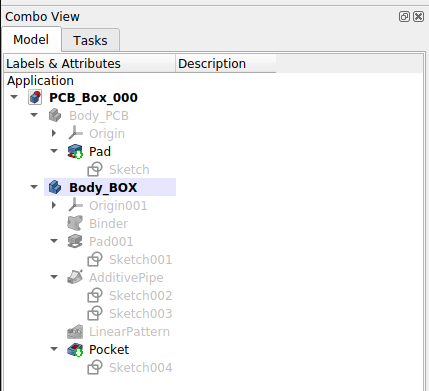 Combo View
Model Tasks
Labels & Attributes Description
Application
PCB_Box_000
Body_PCB
Origin
Pad
Sketch
Body_BOX
Origin001
Binder
Pad001
Sketch001
AdditivePipe
Sketch002
Sketch003
LinearPattern
Pocket
Sketch004